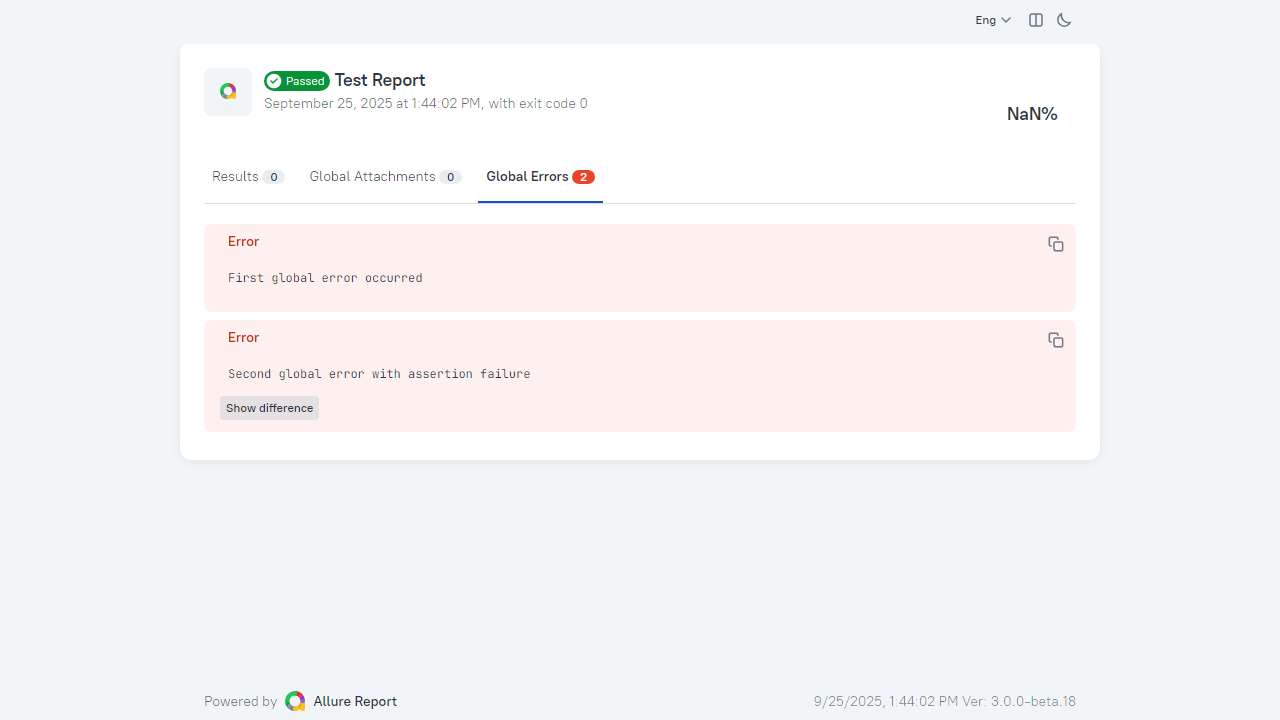 Eng
Passed Test Report
September 25, 2025 at 1:44:02 PM, with exit code 0
NaN%
Results 0 Global Attachments 0 Global Errors 2
Error
First global error occurred
Error
Second global error with assertion failure
Show difference
Powered by Allure Report 9/25/2025, 1:44:02 PM Ver: 3.0.0-beta.18